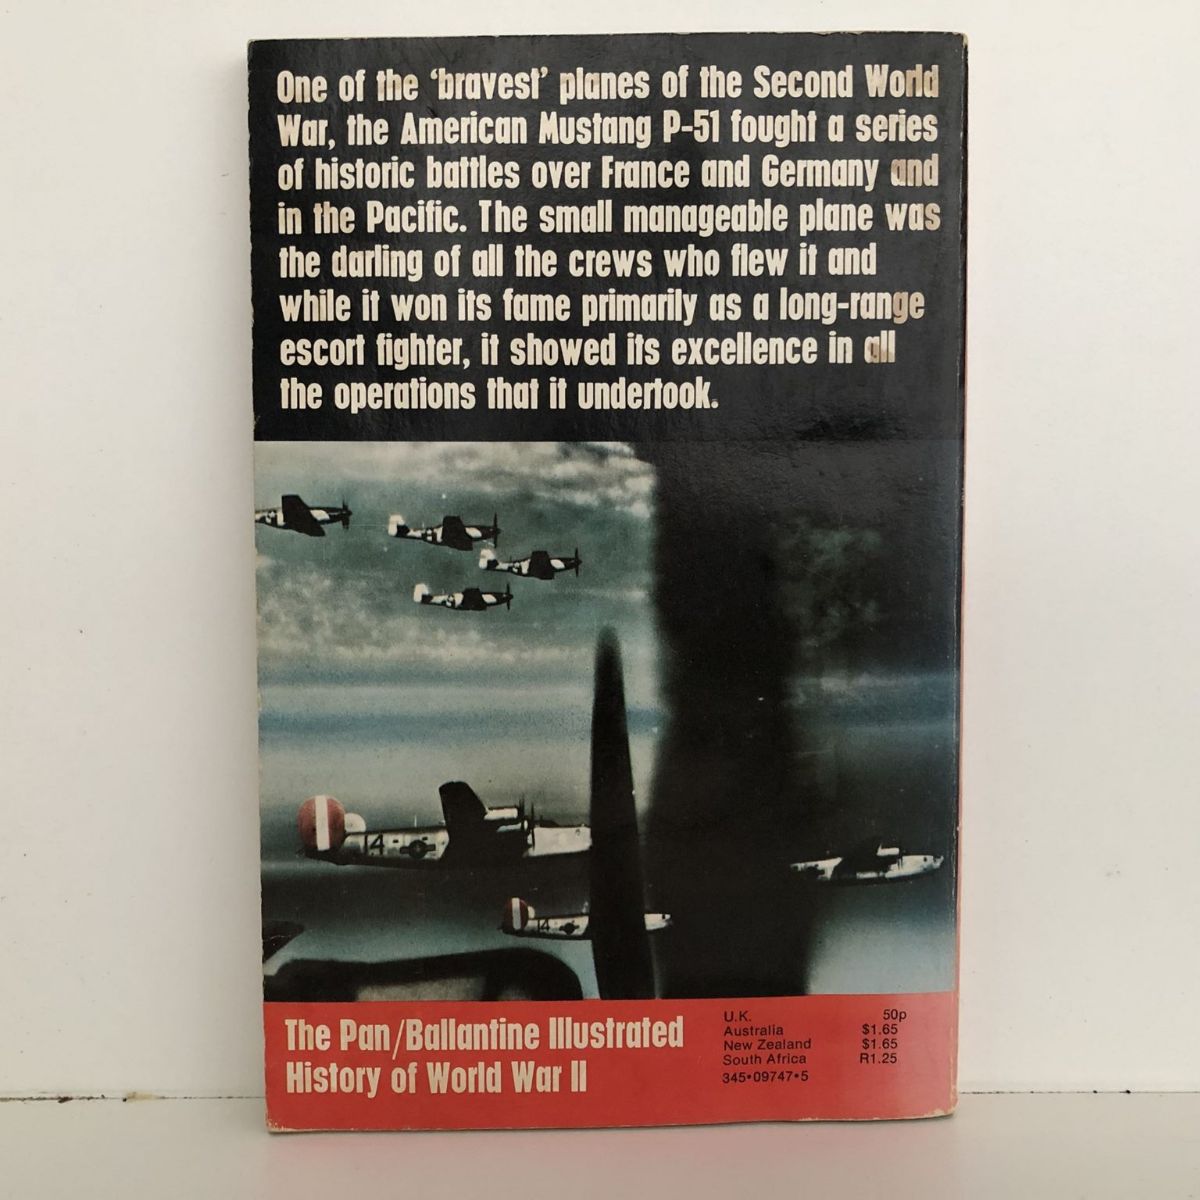 One of the ‘bravest’ planes of the Second World
War, the American Mustang P-51 fought a series
of historic battles over France and Germany and
in the Pacific. The small manageable plane was
the darling of all the crews who flew it and
while it won its fame primarily as a long-range
escort fighter, it showed its excellence in all
the operations that it undertook.
14
14
The Pan/Ballantine Illustrated
History of World War II
U.K. 50p
Australia $1.65
New Zealand $1.65
South Africa R1.25
345•09747•5